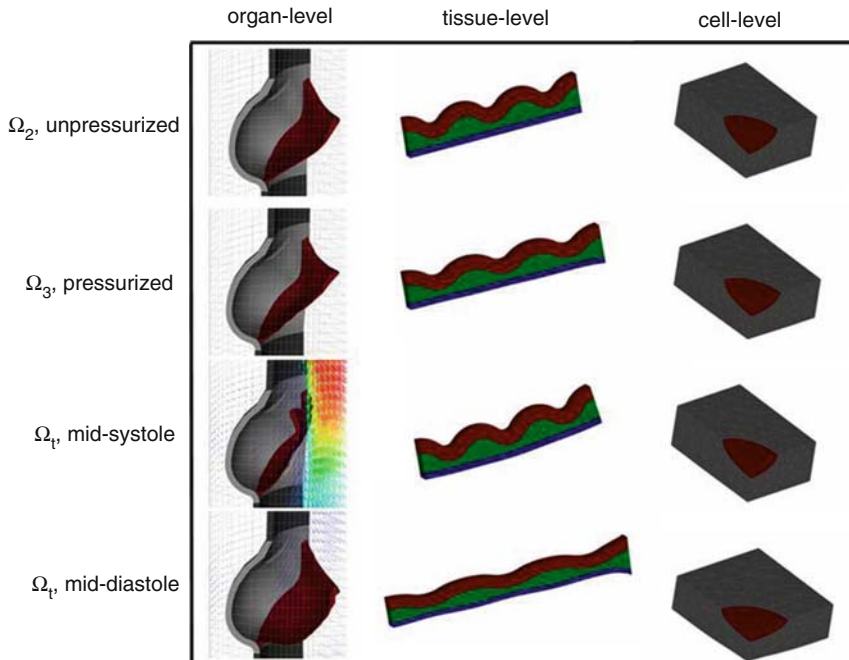 organ-level tissue-level cell-level
Ω₂, unpressurized
Ω₃, pressurized
Ωₜ, mid-systole
Ωₜ, mid-diastole